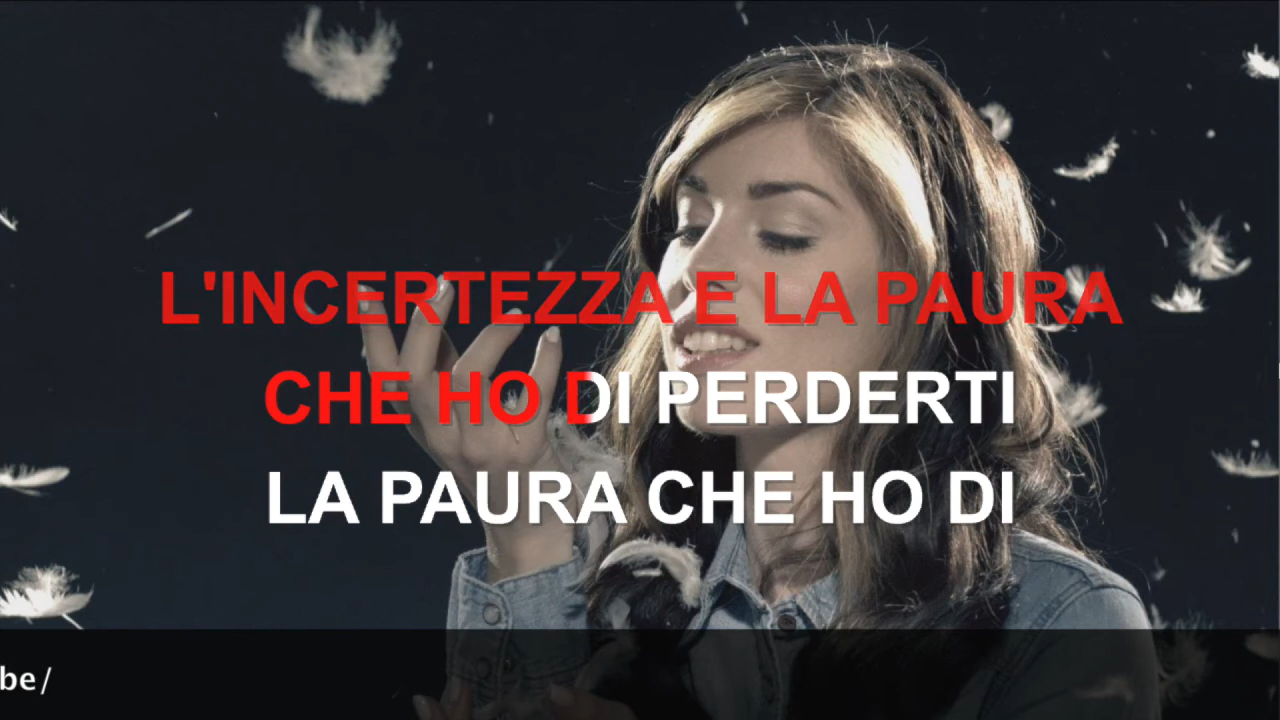 L'INCERTEZZA E LA PAURA
CHE HO DI PERDERTI
LA PAURA CHE HO DI
be/